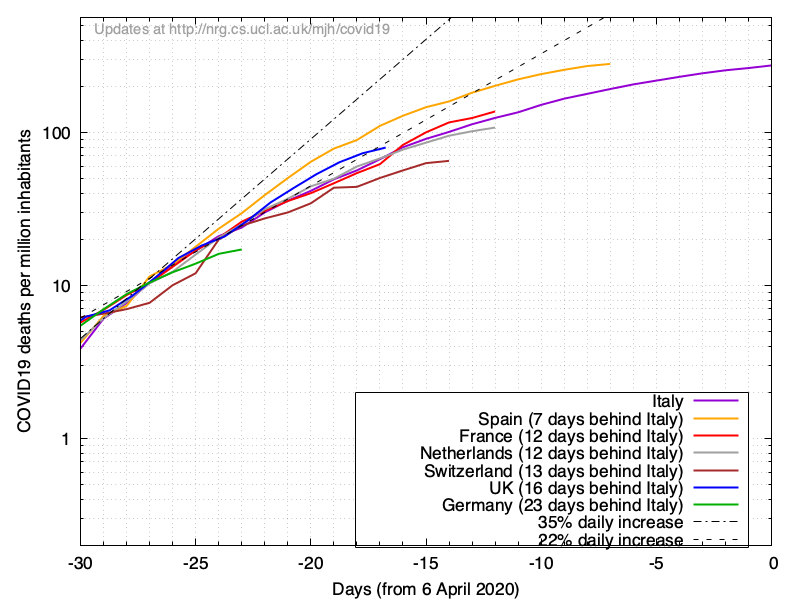 Updates at http://nrg.cs.ucl.ac.uk/mjh/covid19
COVID19 deaths per million inhabitants
100
10
1
Italy
Spain (7 days behind Italy)
France (12 days behind Italy)
Netherlands (12 days behind Italy)
Switzerland (13 days behind Italy)
UK (16 days behind Italy)
Germany (23 days behind Italy)
35% daily increase
22% daily increase
-30 -25 -20 -15 -10 -5 0
Days (from 6 April 2020)